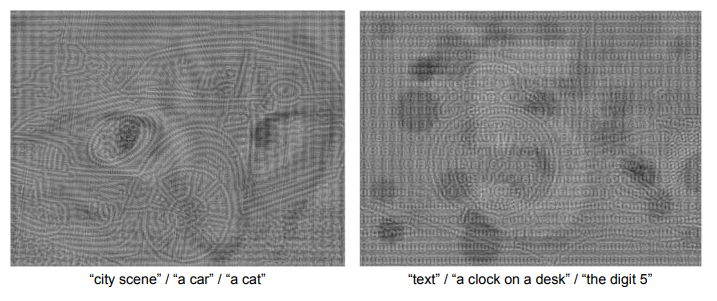 “city scene” / “a car” / “a cat”
“text” / “a clock on a desk” / “the digit 5”